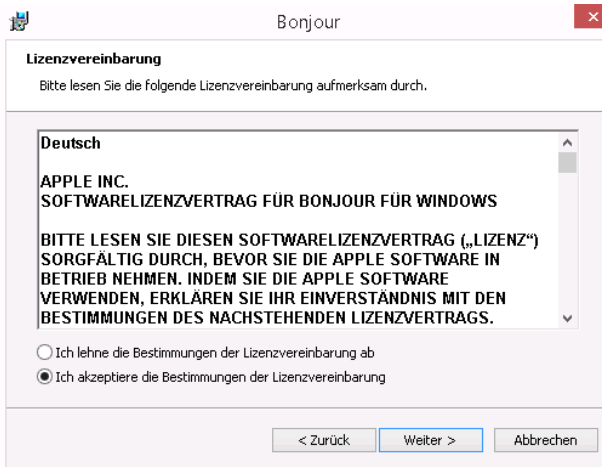 Bonjour
Lizenzvereinbarung
Bitte lesen Sie die folgende Lizenzvereinbarung aufmerksam durch.
Deutsch
APPLE INC.
SOFTWARELIZENZVERTRAG FÜR BONJOUR FÜR WINDOWS
BITTE LESEN SIE DIESEN SOFTWARELIZENZVERTRAG („LIZENZ“)
SORGFÄLTIG DURCH, BEVOR SIE DIE APPLE SOFTWARE IN
BETRIEB NEHMEN. INDEM SIE DIE APPLE SOFTWARE
VERWENDEN, ERKLÄREN SIE IHR EINVERSTÄNDNIS MIT DEN
BESTIMMUNGEN DES NACHSTEHENDEN LIZENZVERTRAGS.
Ich lehne die Bestimmungen der Lizenzvereinbarung ab
Ich akzeptiere die Bestimmungen der Lizenzvereinbarung
< Zurück Weiter > Abbrechen